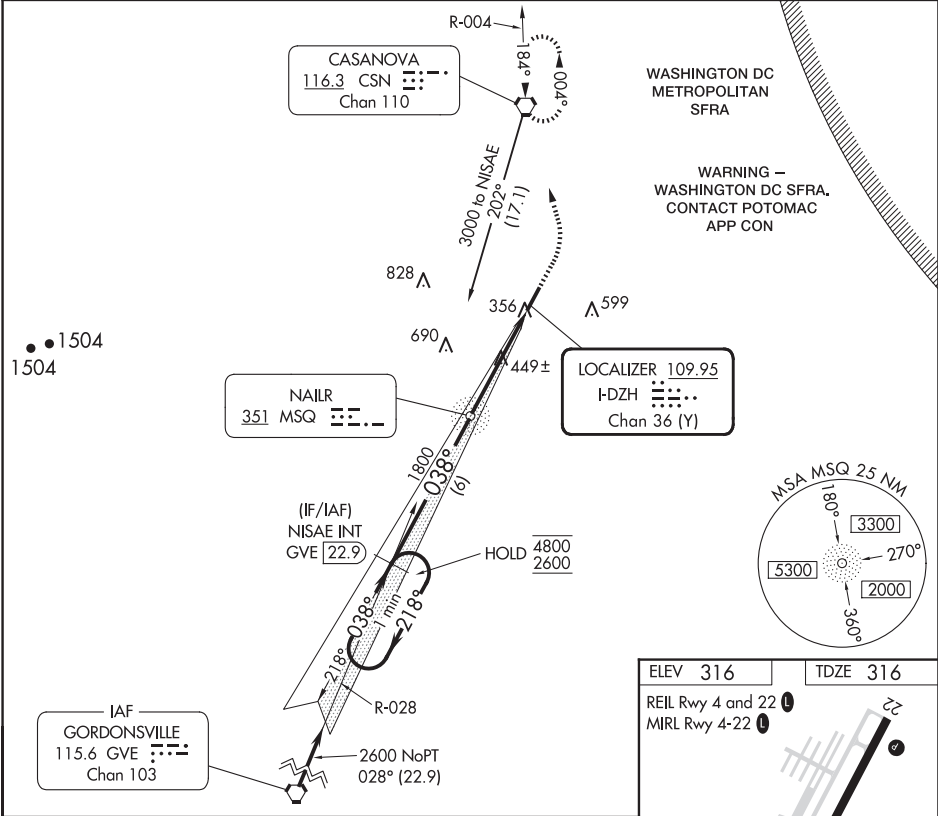 R-004
184°
004°
CASANOVA
116.3 CSN
Chan 110
WASHINGTON DC
METROPOLITAN
SFRA
WARNING –
WASHINGTON DC SFRA.
CONTACT POTOMAC
APP CON
3000 to NISAE
202°
(17.1)
828
356
599
690
449±
1504
1504
LOCALIZER 109.95
I-DZH
Chan 36 (Y)
NAILR
351 MSQ
1800
038°
(6)
(IF/IAF)
NISAE INT
GVE 22.9
HOLD 4800
2600
038°
1 min
218°
218°
R-028
MSA MSQ 25 NM
180°
3300
270°
5300
2000
360°
IAF
GORDONSVILLE
115.6 GVE
Chan 103
2600 NoPT
028° (22.9)
ELEV 316
TDZE 316
REIL Rwy 4 and 22 L
MIRL Rwy 4-22 L
22
P